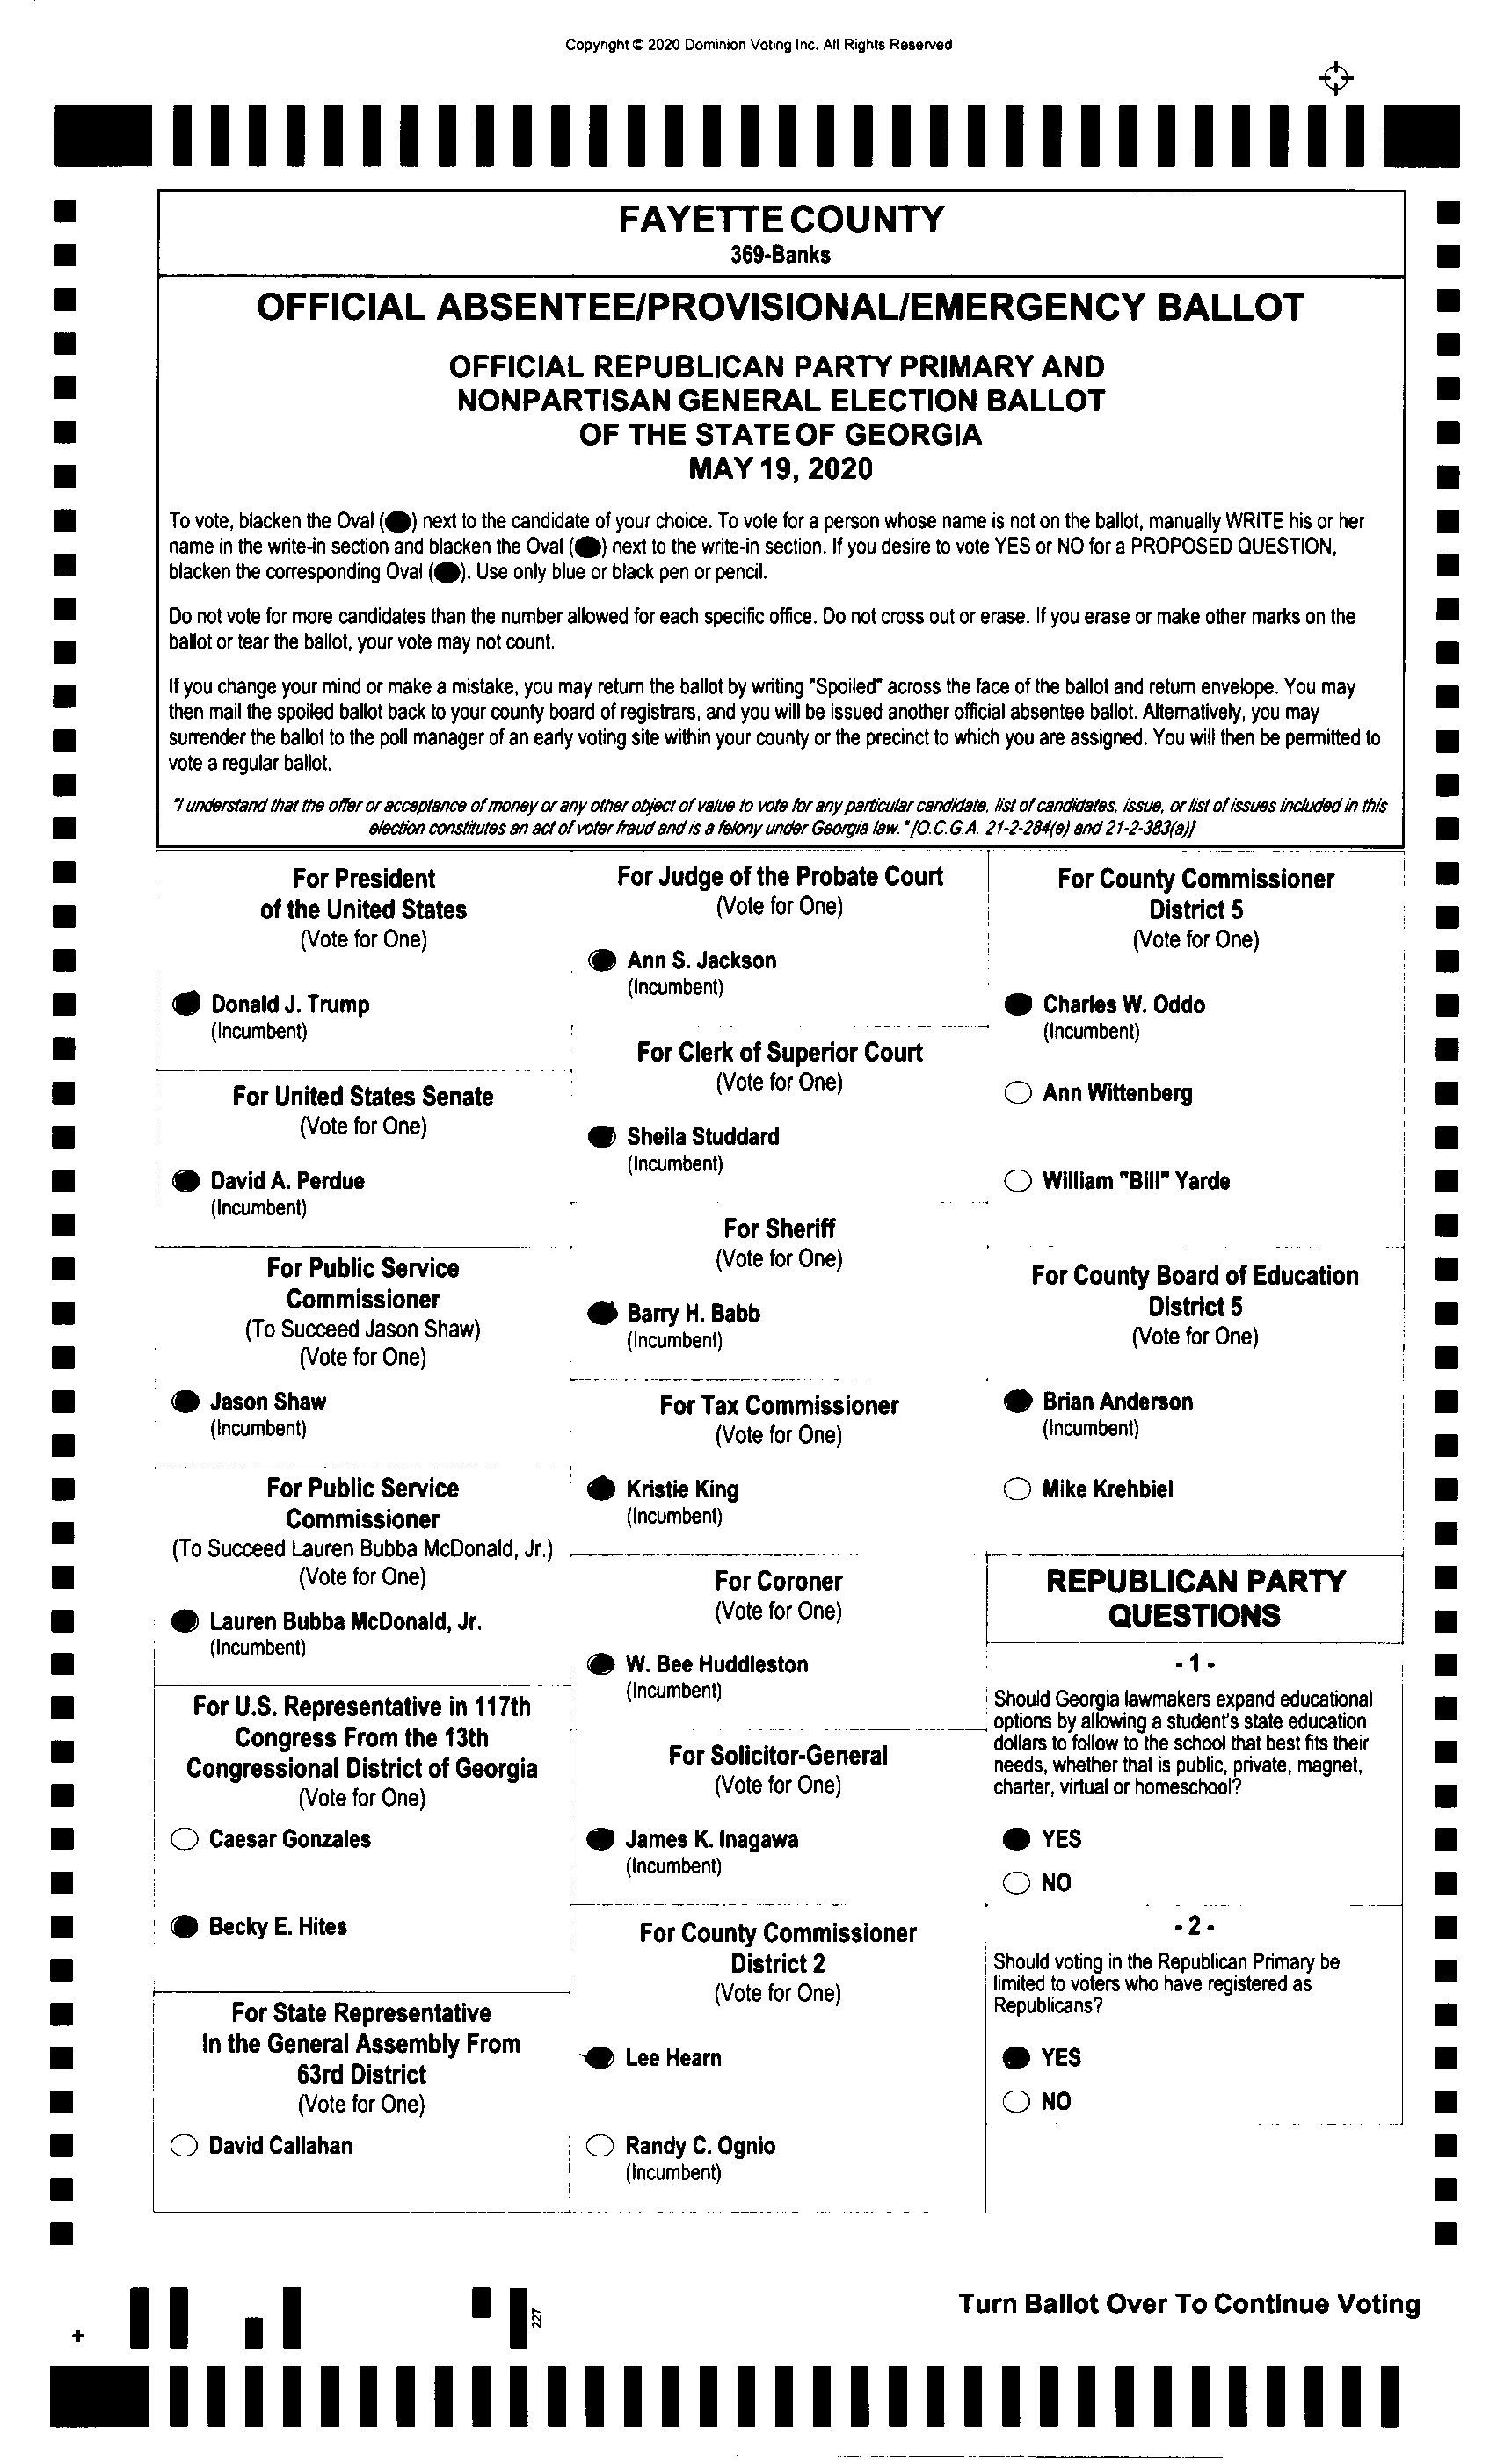 Copyright © 2020 Dominion Voting Inc. All Rights Reserved
FAYETTE COUNTY
369-Banks
OFFICIAL ABSENTEE/PROVISIONAL/EMERGENCY BALLOT
OFFICIAL REPUBLICAN PARTY PRIMARY AND
NONPARTISAN GENERAL ELECTION BALLOT
OF THE STATE OF GEORGIA
MAY 19, 2020
To vote, blacken the Oval (●) next to the candidate of your choice. To vote for a person whose name is not on the ballot, manually WRITE his or her
name in the write-in section and blacken the Oval (●) next to the write-in section. If you desire to vote YES or NO for a PROPOSED QUESTION,
blacken the corresponding Oval (●). Use only blue or black pen or pencil.
Do not vote for more candidates than the number allowed for each specific office. Do not cross out or erase. If you erase or make other marks on the
ballot or tear the ballot, your vote may not count.
If you change your mind or make a mistake, you may return the ballot by writing "Spoiled" across the face of the ballot and return envelope. You may
then mail the spoiled ballot back to your county board of registrars, and you will be issued another official absentee ballot. Alternatively, you may
surrender the ballot to the poll manager of an early voting site within your county or the precinct to which you are assigned. You will then be permitted to
vote a regular ballot.
"I understand that the offer or acceptance of money or any other object of value to vote for any particular candidate, list of candidates, issue, or list of issues included in this
election constitutes an act of voter fraud and is a felony under Georgia law." [O.C.G.A. 21-2-284(e) and 21-2-383(a)]
For President
of the United States
(Vote for One)
Donald J. Trump
(Incumbent)
For United States Senate
(Vote for One)
David A. Perdue
(Incumbent)
For Public Service
Commissioner
(To Succeed Jason Shaw)
(Vote for One)
Jason Shaw
(Incumbent)
For Public Service
Commissioner
(To Succeed Lauren Bubba McDonald, Jr.)
(Vote for One)
Lauren Bubba McDonald, Jr.
(Incumbent)
For U.S. Representative in 117th
Congress From the 13th
Congressional District of Georgia
(Vote for One)
Caesar Gonzales
Becky E. Hites
For State Representative
In the General Assembly From
63rd District
(Vote for One)
David Callahan
For Judge of the Probate Court
(Vote for One)
Ann S. Jackson
(Incumbent)
For Clerk of Superior Court
(Vote for One)
Sheila Studdard
(Incumbent)
For Sheriff
(Vote for One)
Barry H. Babb
(Incumbent)
For Tax Commissioner
(Vote for One)
Kristie King
(Incumbent)
For Coroner
(Vote for One)
W. Bee Huddleston
(Incumbent)
For Solicitor-General
(Vote for One)
James K. Inagawa
(Incumbent)
For County Commissioner
District 2
(Vote for One)
Lee Hearn
Randy C. Ognio
(Incumbent)
For County Commissioner
District 5
(Vote for One)
Charles W. Oddo
(Incumbent)
Ann Wittenberg
William "Bill" Yarde
For County Board of Education
District 5
(Vote for One)
Brian Anderson
(Incumbent)
Mike Krehbiel
REPUBLICAN PARTY
QUESTIONS
- 1 -
Should Georgia lawmakers expand educational
options by allowing a student's state education
dollars to follow to the school that best fits their
needs, whether that is public, private, magnet,
charter, virtual or homeschool?
YES
NO
- 2 -
Should voting in the Republican Primary be
limited to voters who have registered as
Republicans?
YES
NO
Turn Ballot Over To Continue Voting
227
+